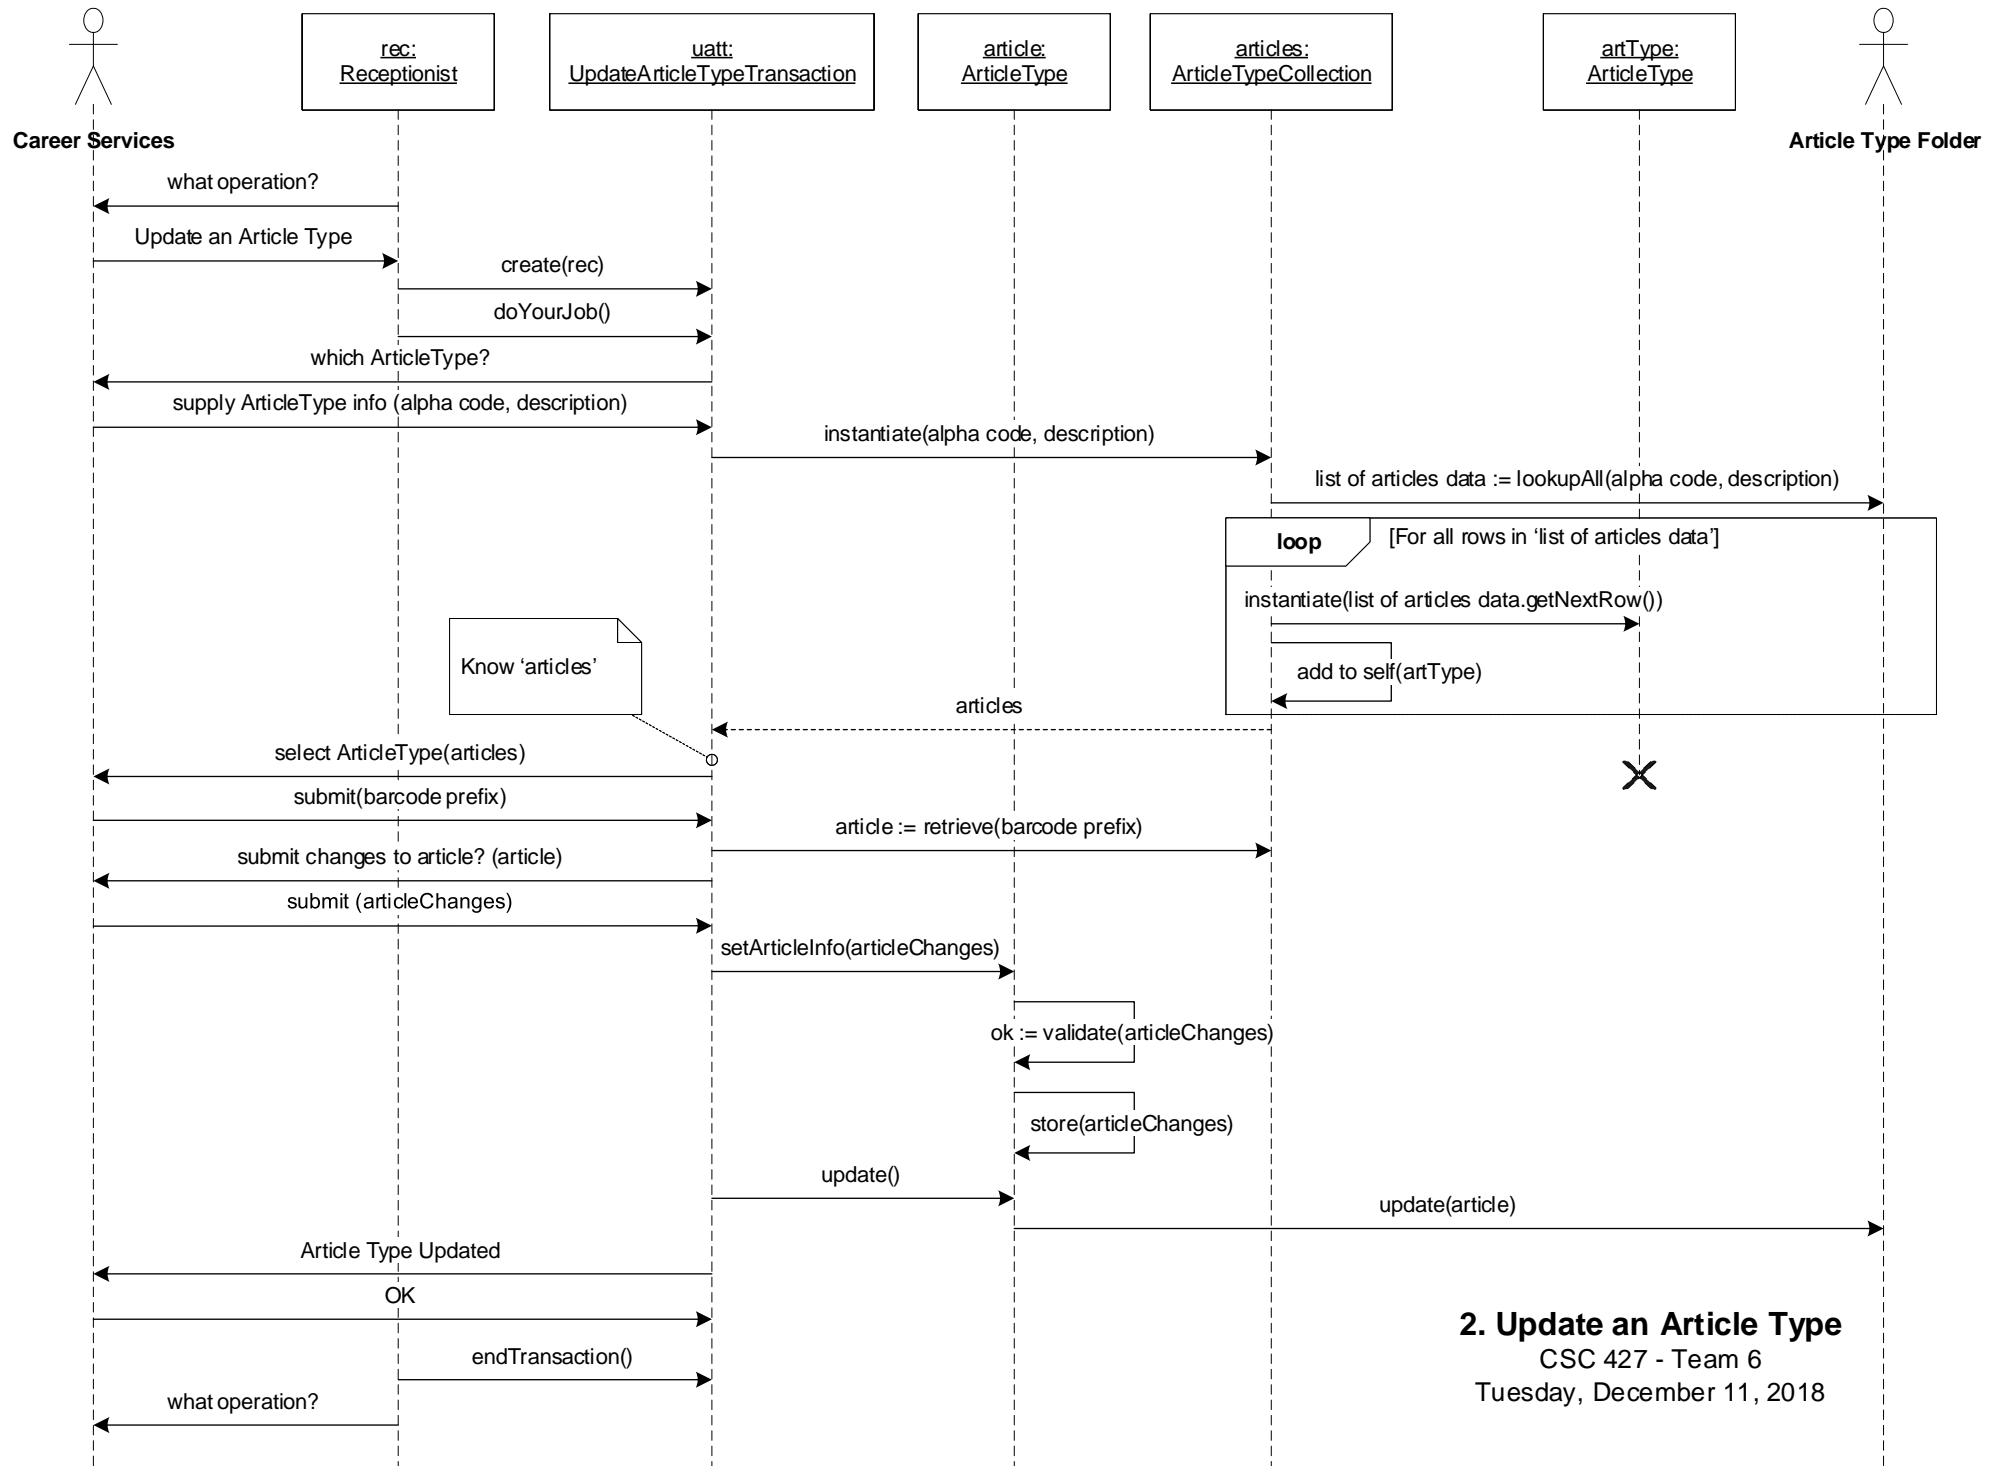 rec:
Receptionist
uatt:
UpdateArticleTypeTransaction
article:
ArticleType
articles:
ArticleTypeCollection
artType:
ArticleType
Career Services
Article Type Folder
what operation?
Update an Article Type
create(rec)
doYourJob()
which ArticleType?
supply ArticleType info (alpha code, description)
instantiate(alpha code, description)
list of articles data := lookupAll(alpha code, description)
loop
[For all rows in ‘list of articles data’]
instantiate(list of articles data.getNextRow())
Know ‘articles’
add to self(artType)
articles
select ArticleType(articles)
submit(barcode prefix)
article := retrieve(barcode prefix)
submit changes to article? (article)
submit (articleChanges)
setArticleInfo(articleChanges)
ok := validate(articleChanges)
store(articleChanges)
update()
update(article)
Article Type Updated
OK
endTransaction()
what operation?
2. Update an Article Type
CSC 427 - Team 6
Tuesday, December 11, 2018